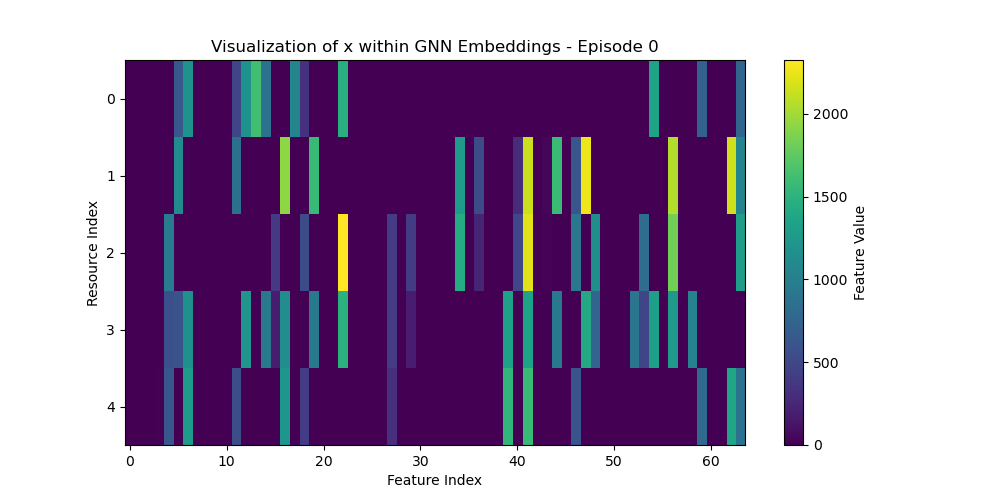 Visualization of x within GNN Embeddings - Episode 0
Resource Index
0
1
2
3
4
0 10 20 30 40 50 60
Feature Index
2000
1500
1000
500
0
Feature Value